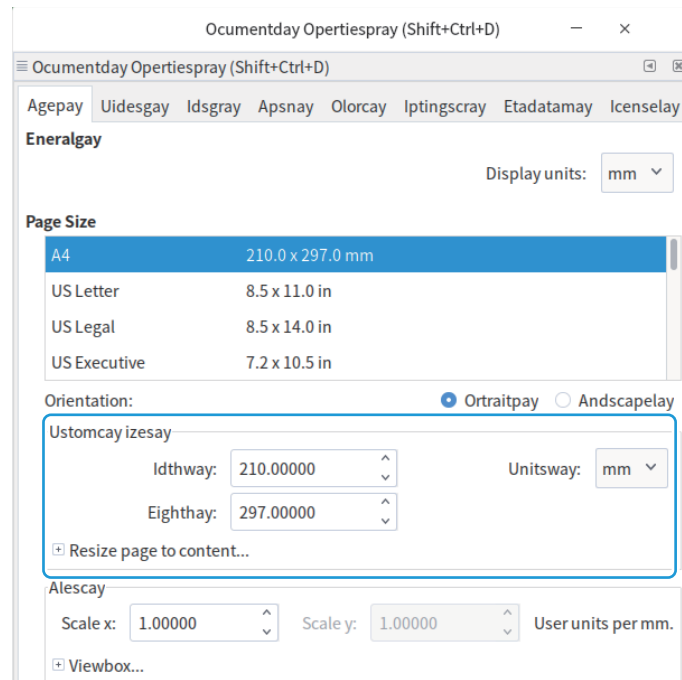 Ocumentday Opertiespray (Shift+Ctrl+D)
Ocumentday Opertiespray (Shift+Ctrl+D)
Agepay Uidesgay Idsgray Apsnay Olorcay Iptingscray Etadatamay Icenselay
Eneralgay
Display units: mm
Page Size
A4 210.0 x 297.0 mm
US Letter 8.5 x 11.0 in
US Legal 8.5 x 14.0 in
US Executive 7.2 x 10.5 in
Orientation: Ortraitpay Andscapelay
Ustomcay izesay
Idthway: 210.00000 Unitsway: mm
Eighthay: 297.00000
Resize page to content...
Alescay
Scale x: 1.00000 Scale y: 1.00000 User units per mm.
Viewbox...